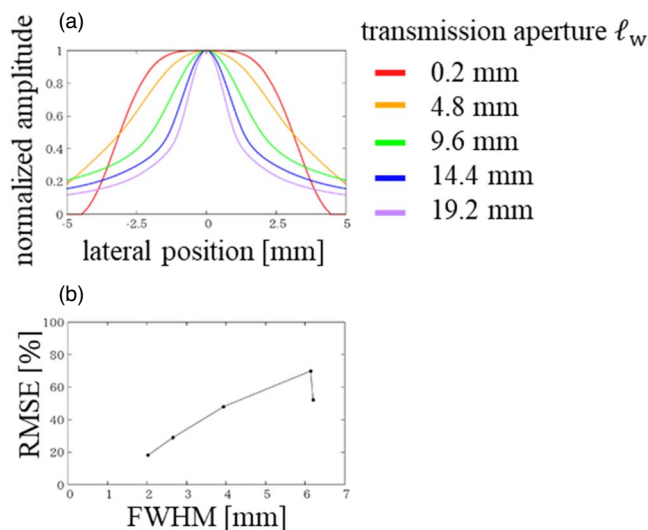 (a)
transmission aperture ℓw
normalized amplitude
1
0.8
0.6
0.4
0.2
0
-5 -2.5 0 2.5 5
lateral position [mm]
0.2 mm
4.8 mm
9.6 mm
14.4 mm
19.2 mm
(b)
RMSE [%]
100
80
60
40
20
0
0 1 2 3 4 5 6 7
FWHM [mm]